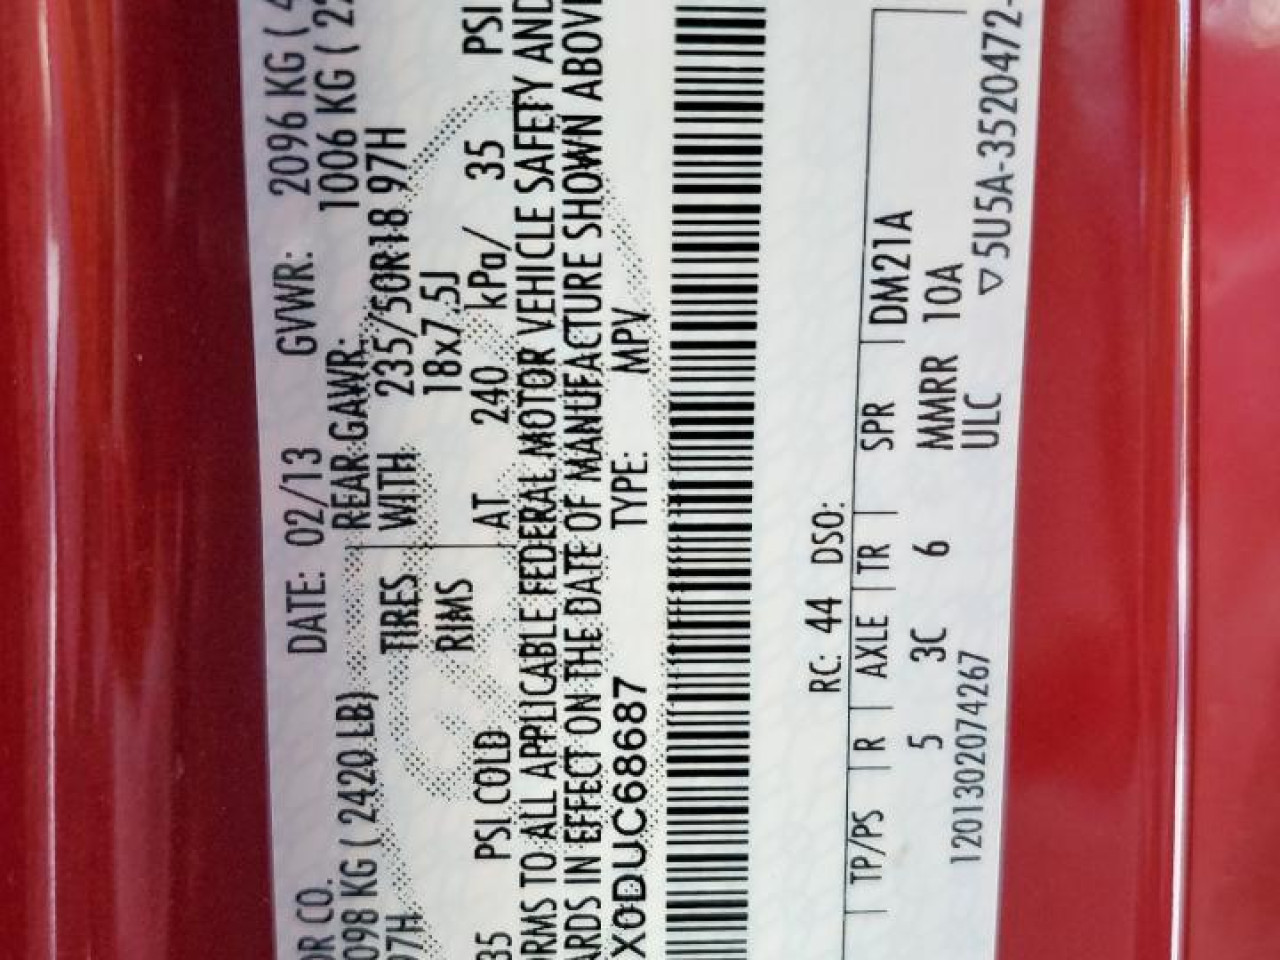 OR CO. DATE: 02/13 GVWR: 2096 KG (
098 KG ( 2420 LB) REAR GAWR: 1006 KG ( 22
97H TIRES WITH 235/50R18 97H
RIMS 18x7.5J
35 PSI COLD AT 240 kPa/ 35 PSI
ORMS TO ALL APPLICABLE FEDERAL MOTOR VEHICLE SAFETY AND
ARDS IN EFFECT ON THE DATE OF MANUFACTURE SHOWN ABOV
X0DUC68687 TYPE: MPV
RC: 44 DSO:
TP/PS R AXLE TR SPR DM21A
5 3C 6 MMRR 10A
1201302074267 ULC ▽5U5A-3520472-